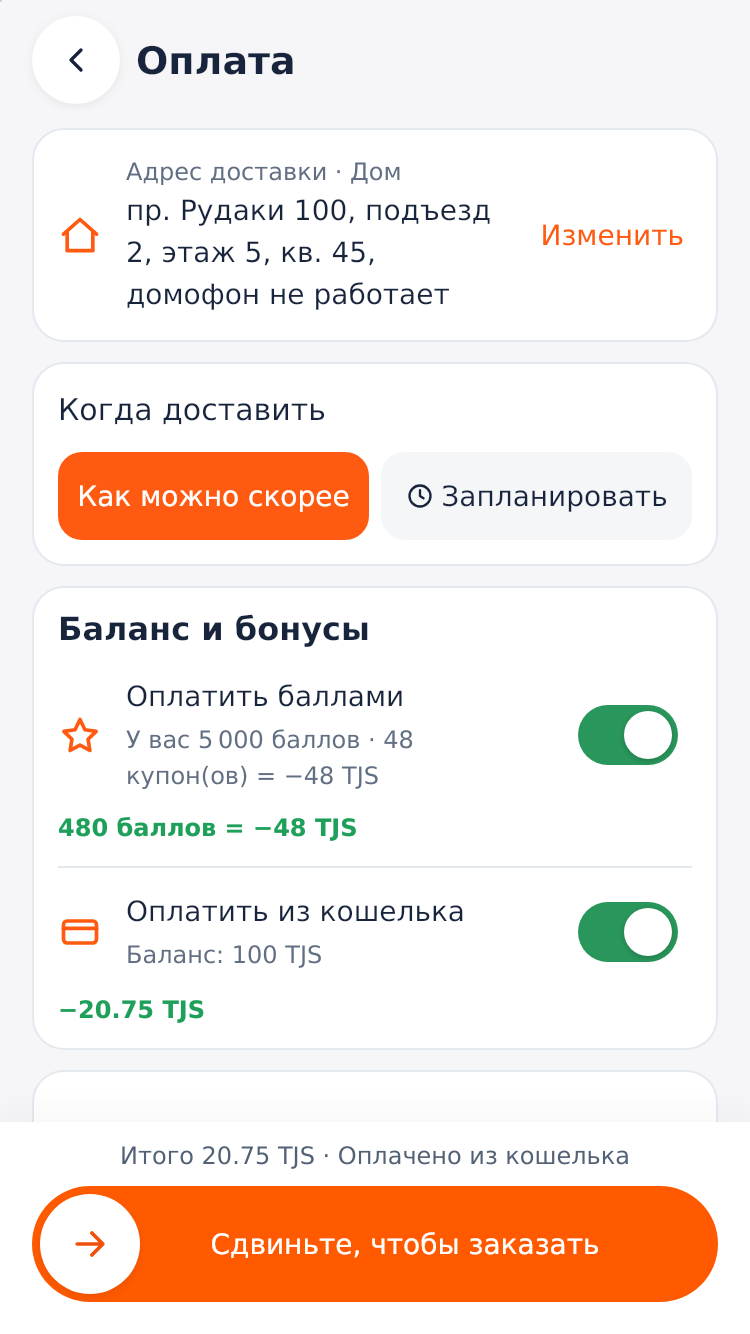 Оплата
Адрес доставки · Дом
пр. Рудаки 100, подъезд
2, этаж 5, кв. 45,
домофон не работает
Изменить
Когда доставить
Как можно скорее
Запланировать
Баланс и бонусы
Оплатить баллами
У вас 5 000 баллов · 48
купон(ов) = −48 TJS
480 баллов = −48 TJS
Оплатить из кошелька
Баланс: 100 TJS
−20.75 TJS
Итого 20.75 TJS · Оплачено из кошелька
Сдвиньте, чтобы заказать